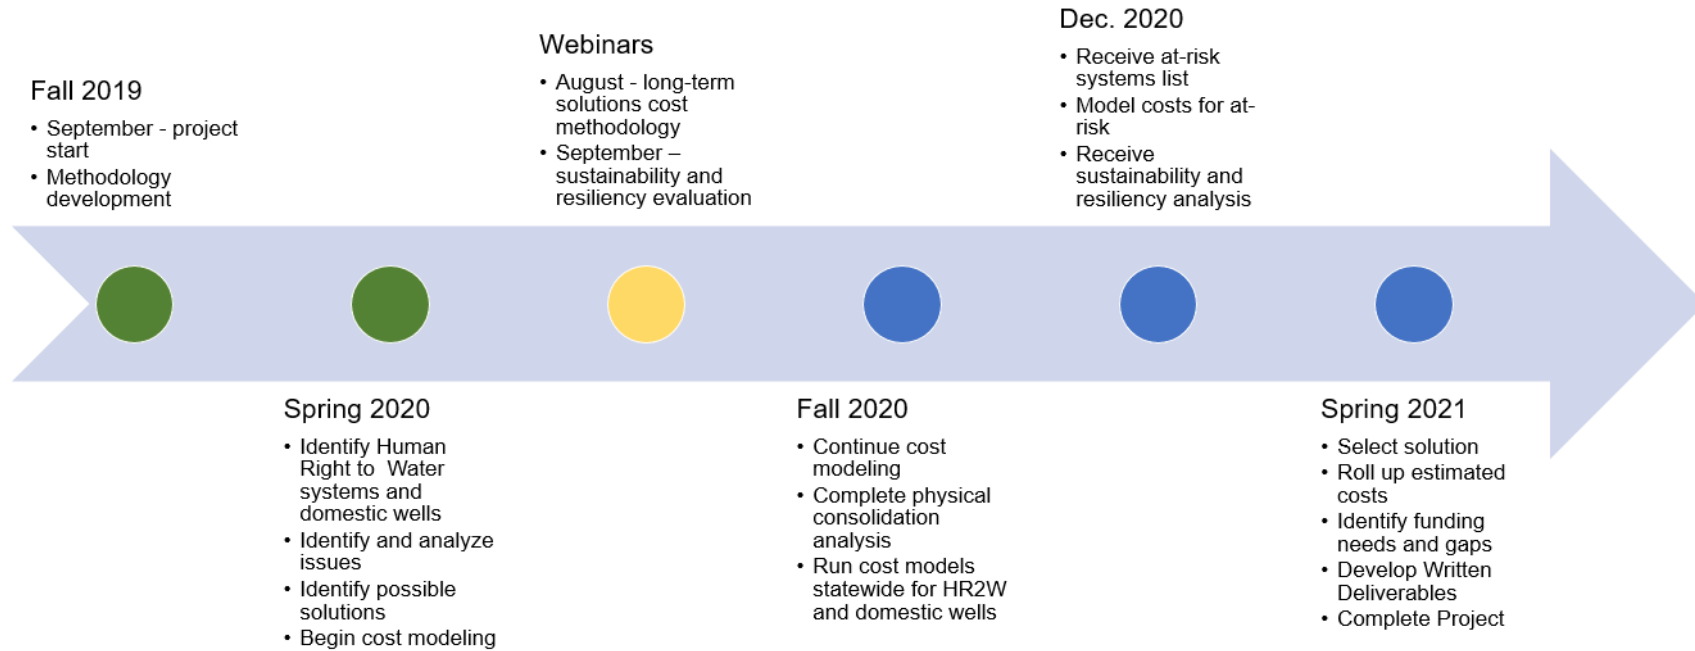 Fall 2019
• September - project
start
• Methodology
development
Spring 2020
• Identify Human
Right to  Water
systems and
domestic wells
• Identify and analyze
issues
• Identify possible
solutions
• Begin cost modeling
Webinars
• August - long-term
solutions cost
methodology
• September –
sustainability and
resiliency evaluation
Fall 2020
• Continue cost
modeling
• Complete physical
consolidation
analysis
• Run cost models
statewide for HR2W
and domestic wells
Dec. 2020
• Receive at-risk
systems list
• Model costs for at-
risk
• Receive
sustainability and
resiliency analysis
Spring 2021
• Select solution
• Roll up estimated
costs
• Identify funding
needs and gaps
• Develop Written
Deliverables
• Complete Project